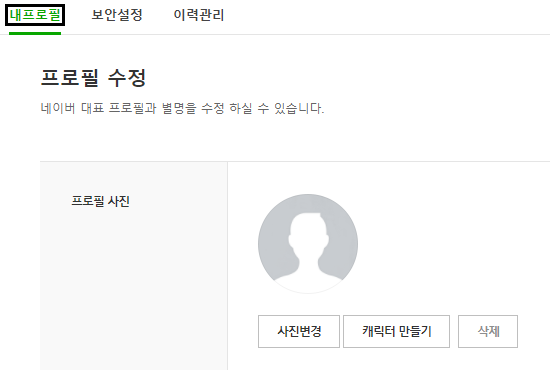 내프로필 보안설정 이력관리
프로필 수정
네이버 대표 프로필과 별명을 수정 하실 수 있습니다.
프로필 사진
사진변경 캐릭터 만들기 삭제